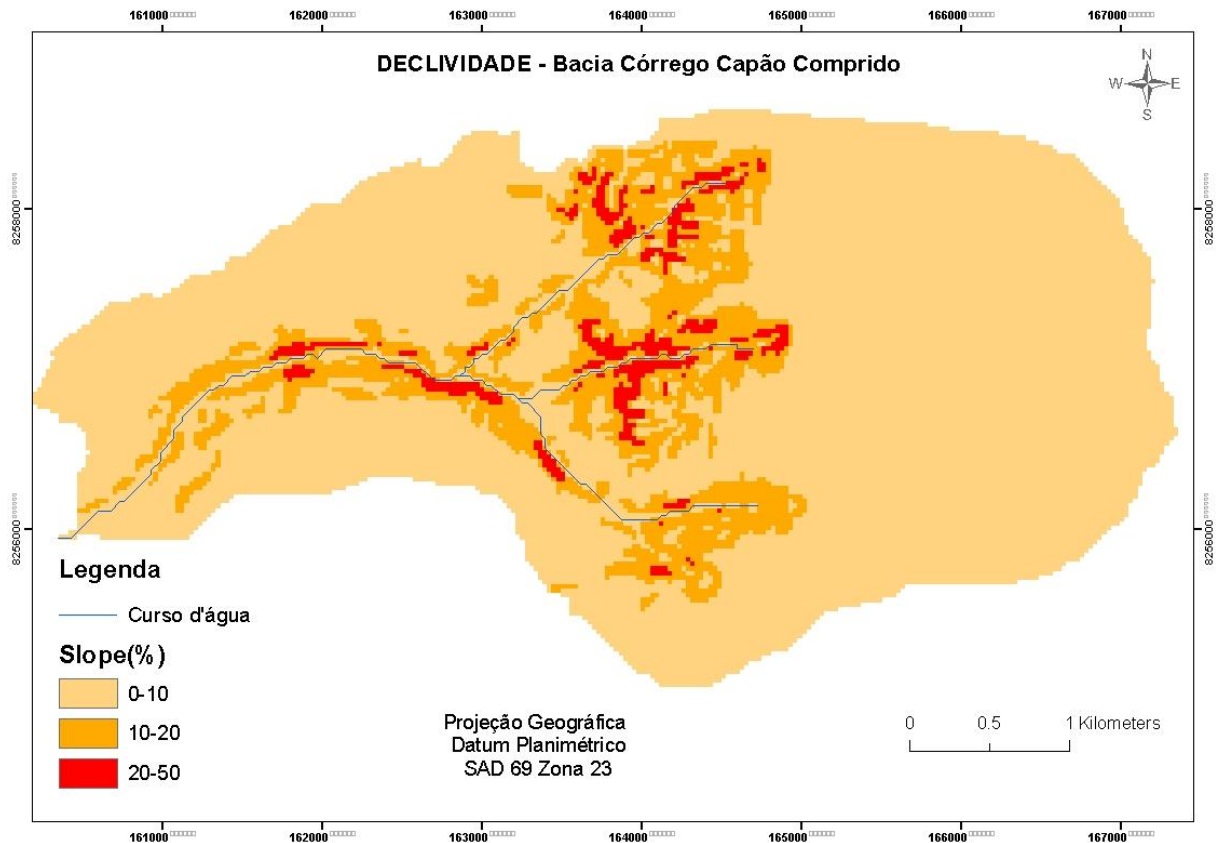 161000 162000 163000 164000 165000 166000 167000
DECLIVIDADE - Bacia Córrego Capão Comprido
N
W E
S
8258000 8258000
8256000 8256000
Legenda
Curso d'água
Slope(%)
0-10
10-20
20-50
Projeção Geográfica
Datum Planimétrico
SAD 69 Zona 23
0 0.5 1 Kilometers
161000 162000 163000 164000 165000 166000 167000